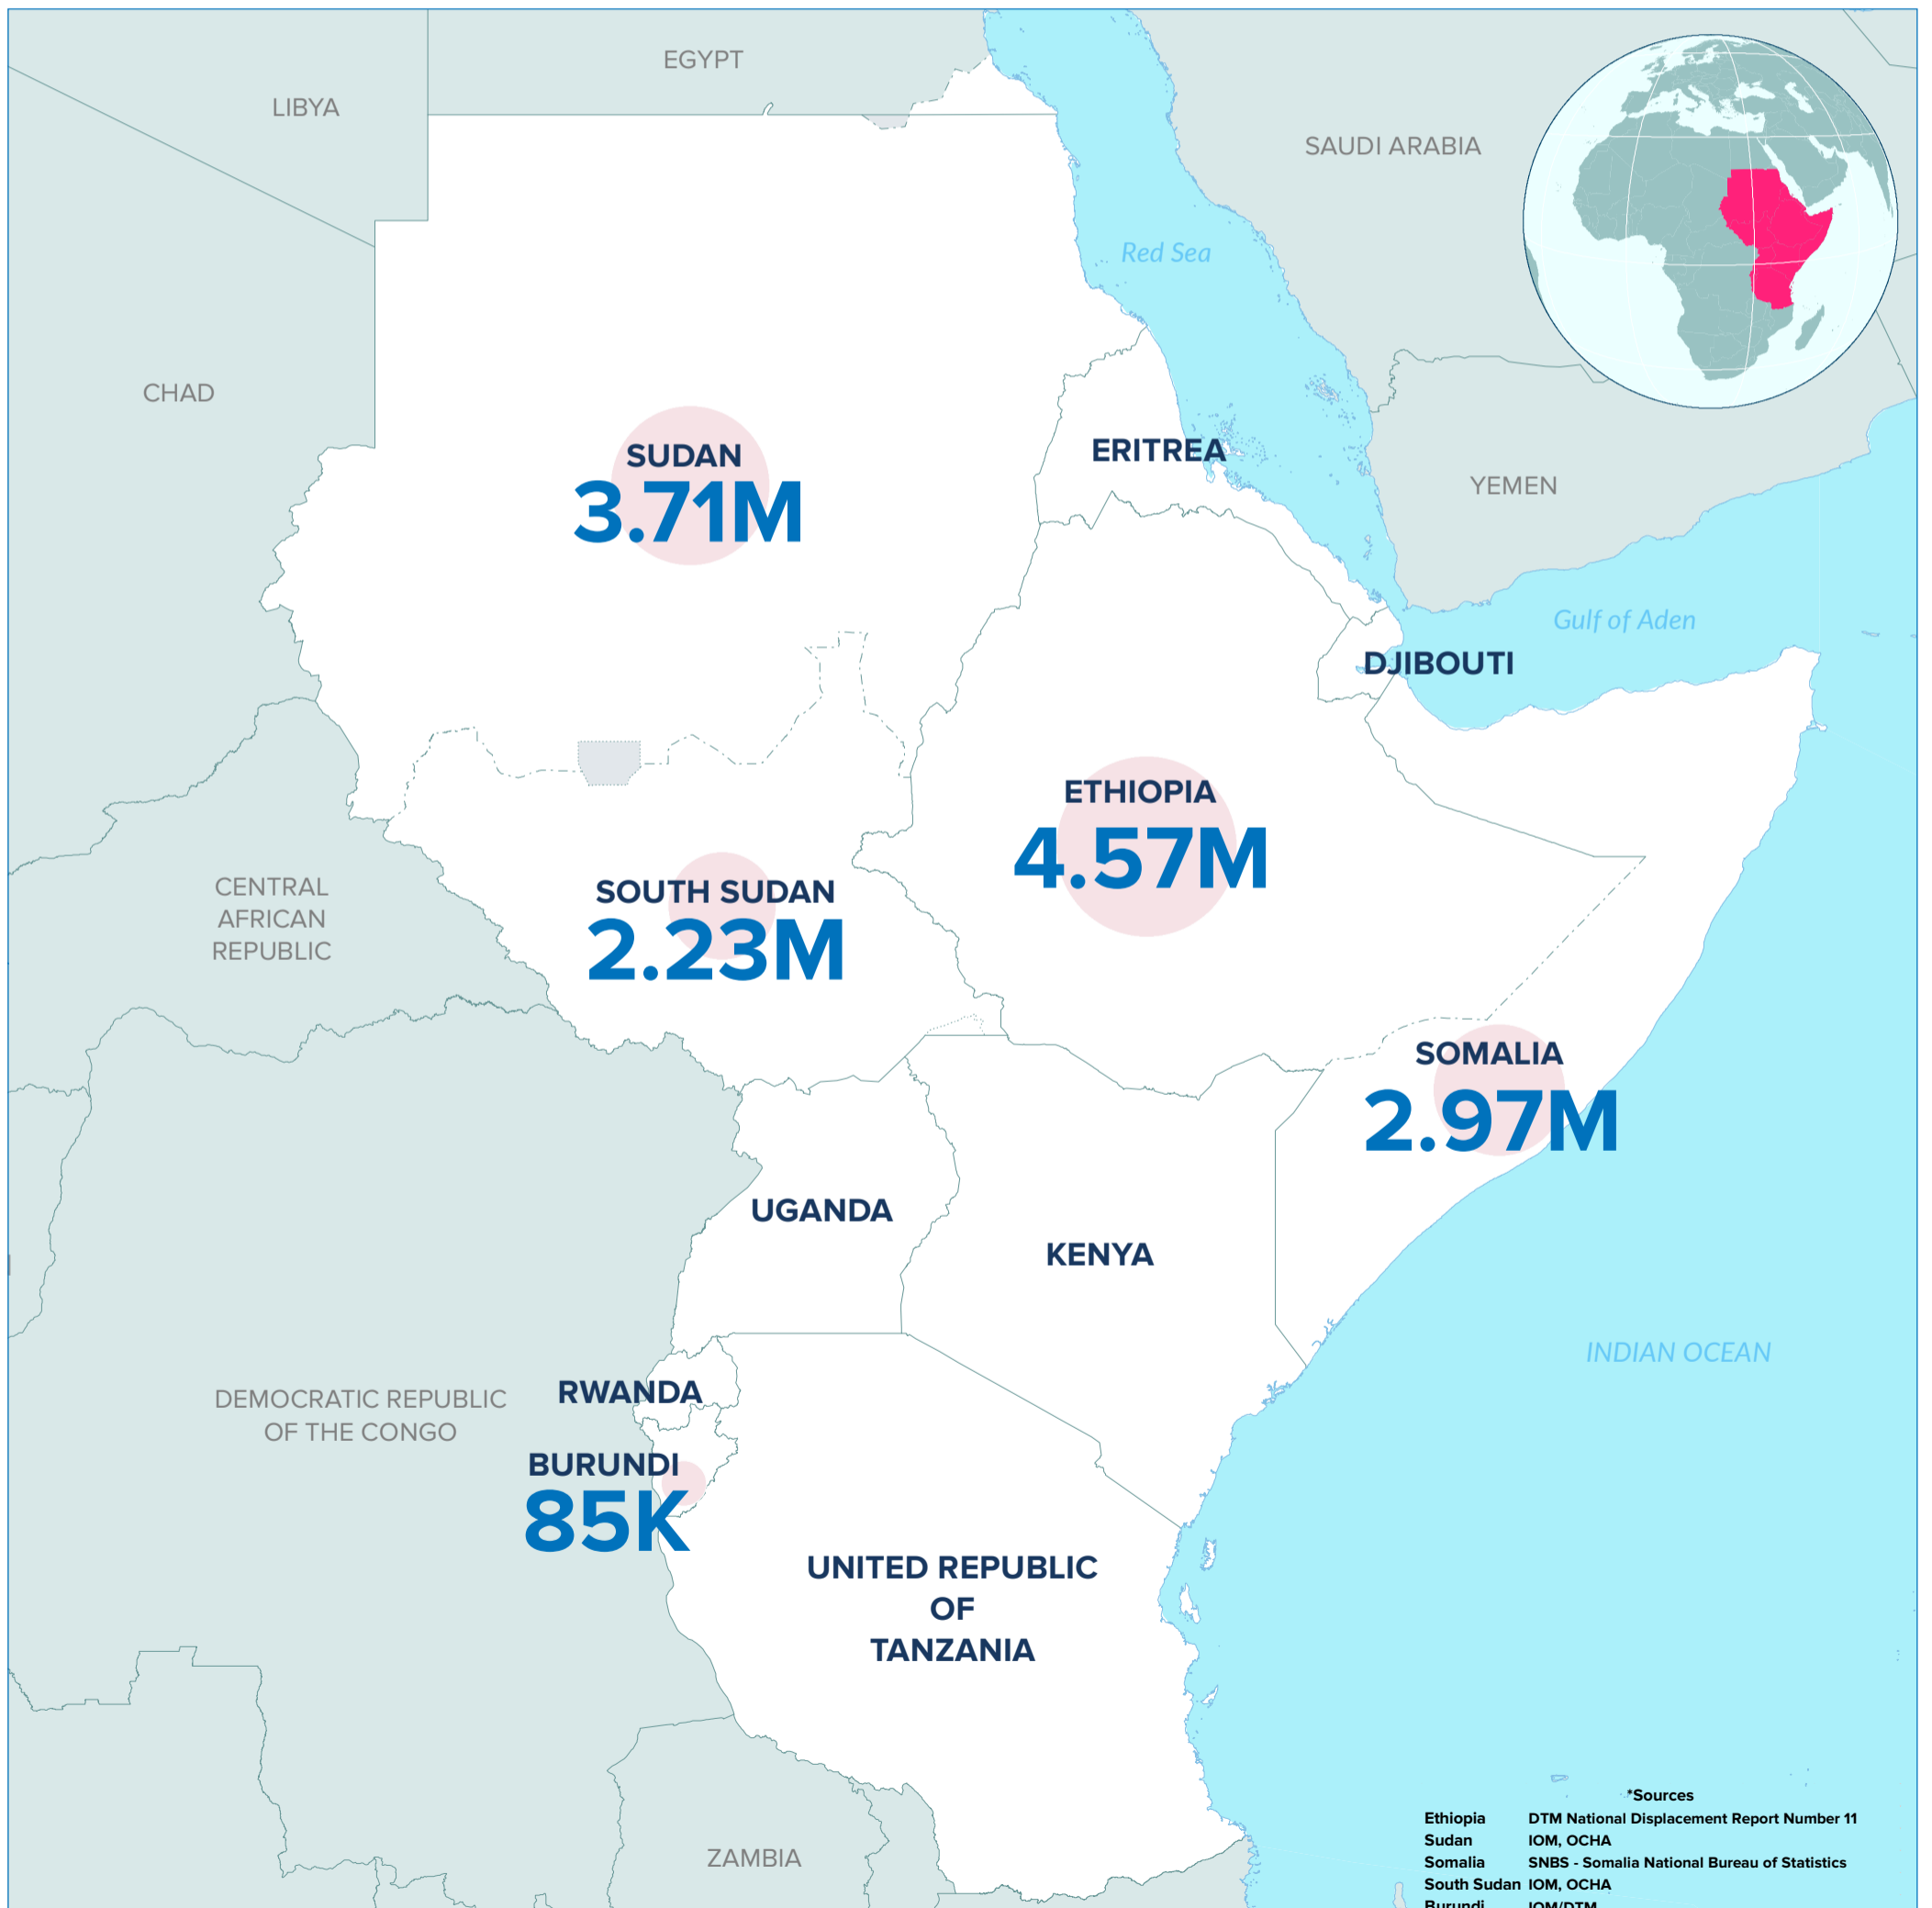 EGYPT
LIBYA
SAUDI ARABIA
Red Sea
CHAD
SUDAN
3.71M
ERITREA
YEMEN
Gulf of Aden
DJIBOUTI
ETHIOPIA
4.57M
SOUTH SUDAN
2.23M
CENTRAL
AFRICAN
REPUBLIC
SOMALIA
2.97M
UGANDA
KENYA
INDIAN OCEAN
RWANDA
DEMOCRATIC REPUBLIC
OF THE CONGO
BURUNDI
85K
UNITED REPUBLIC
OF
TANZANIA
ZAMBIA
*Sources
Ethiopia DTM National Displacement Report Number 11
Sudan IOM, OCHA
Somalia SNBS - Somalia National Bureau of Statistics
South Sudan IOM, OCHA
Burundi IOM/DTM